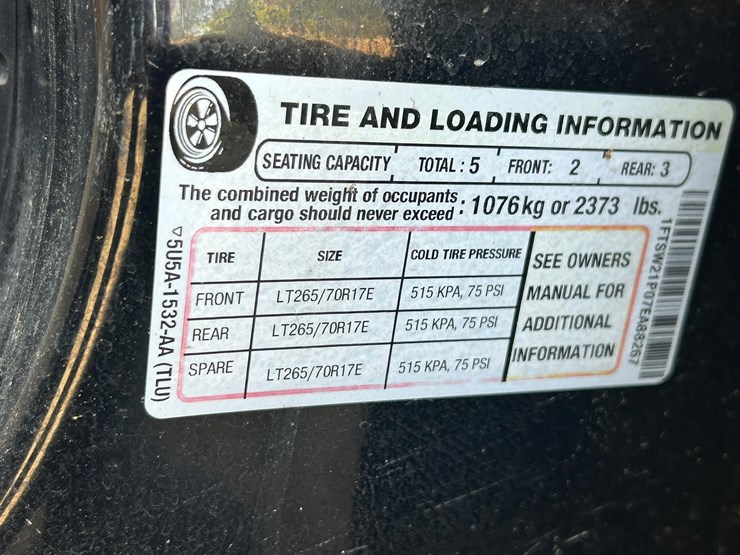 TIRE AND LOADING INFORMATION
SEATING CAPACITY TOTAL : 5 FRONT: 2 REAR: 3
The combined weight of occupants
and cargo should never exceed : 1076 kg or 2373 lbs.
TIRE SIZE COLD TIRE PRESSURE
FRONT LT265/70R17E 515 KPA, 75 PSI
REAR LT265/70R17E 515 KPA, 75 PSI
SPARE LT265/70R17E 515 KPA, 75 PSI
SEE OWNERS
MANUAL FOR
ADDITIONAL
INFORMATION
5U5A-1532-AA (TLU)
1FTSW21P07EA88267